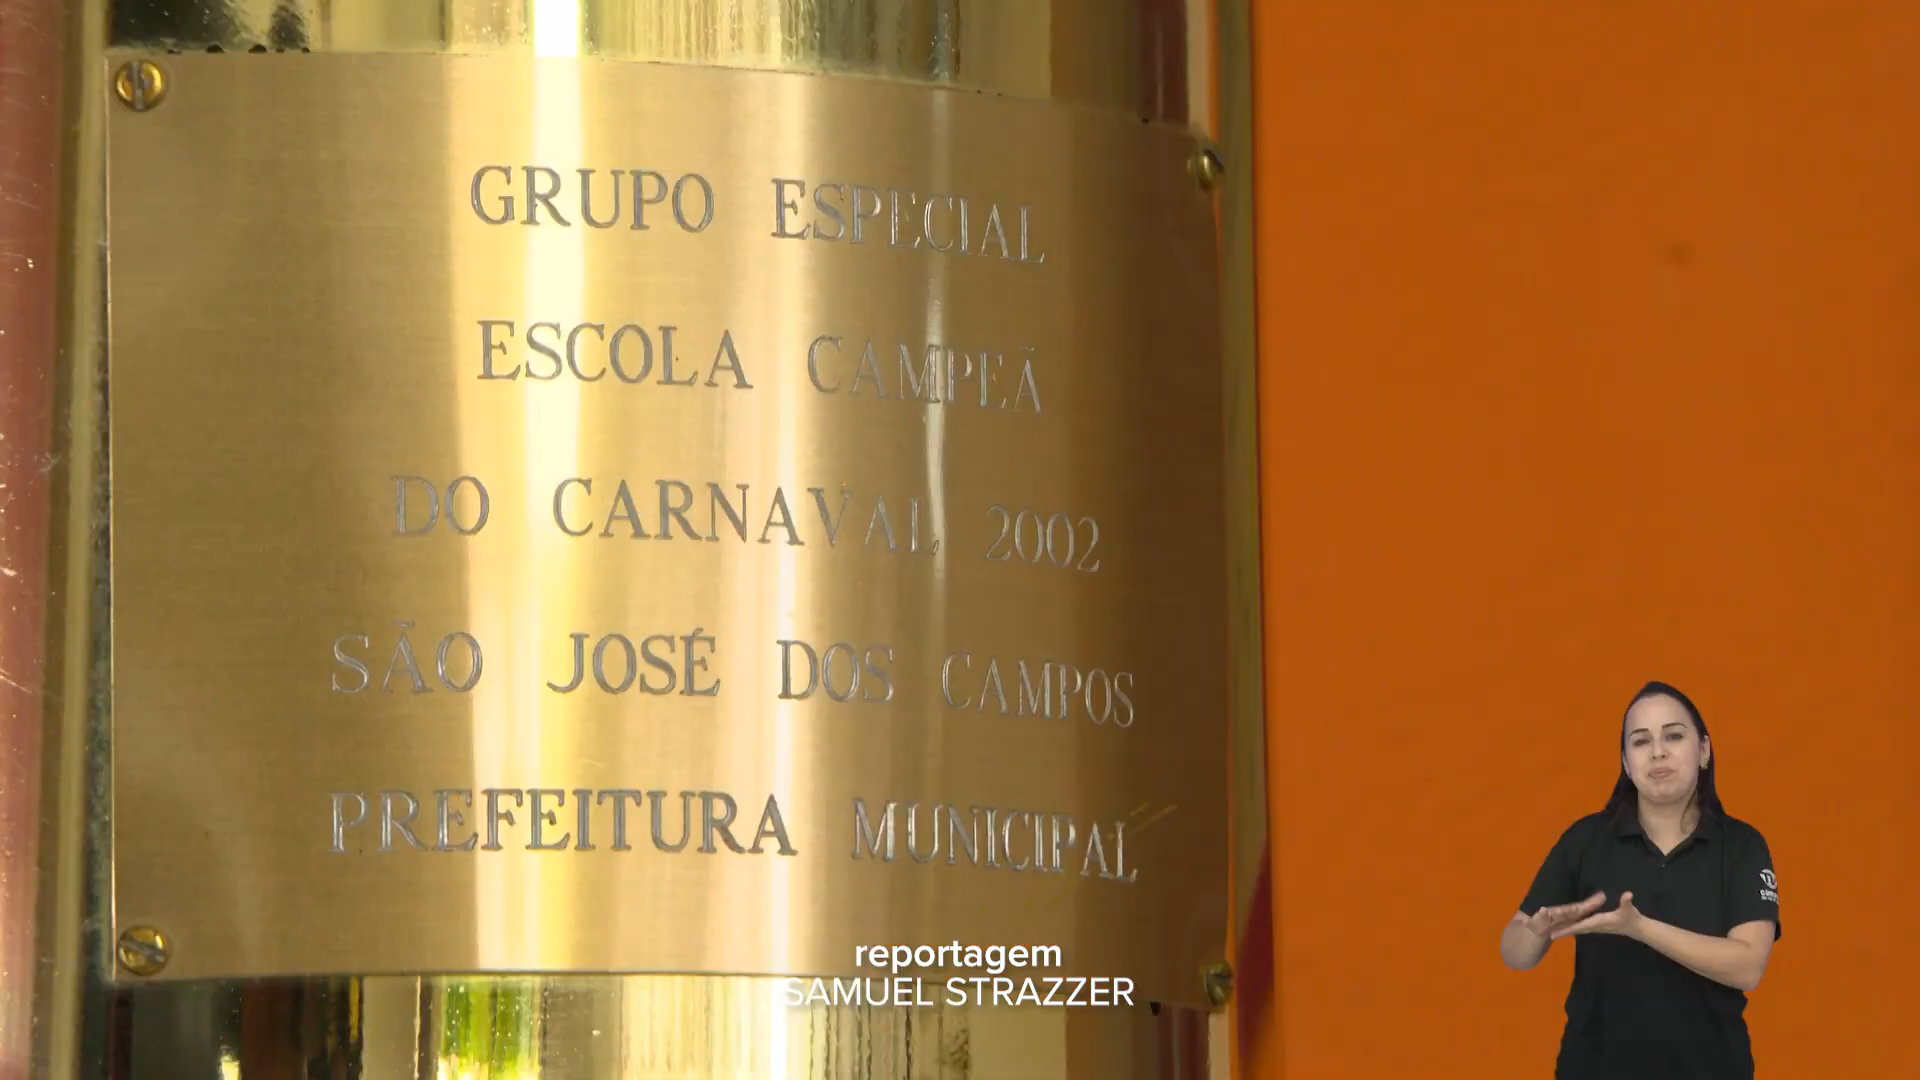 GRUPO ESPECIAL
ESCOLA CAMPEÃ
DO CARNAVAL 2002
SÃO JOSÉ DOS CAMPOS
PREFEITURA MUNICIPAL
reportagem
SAMUEL STRAZZER